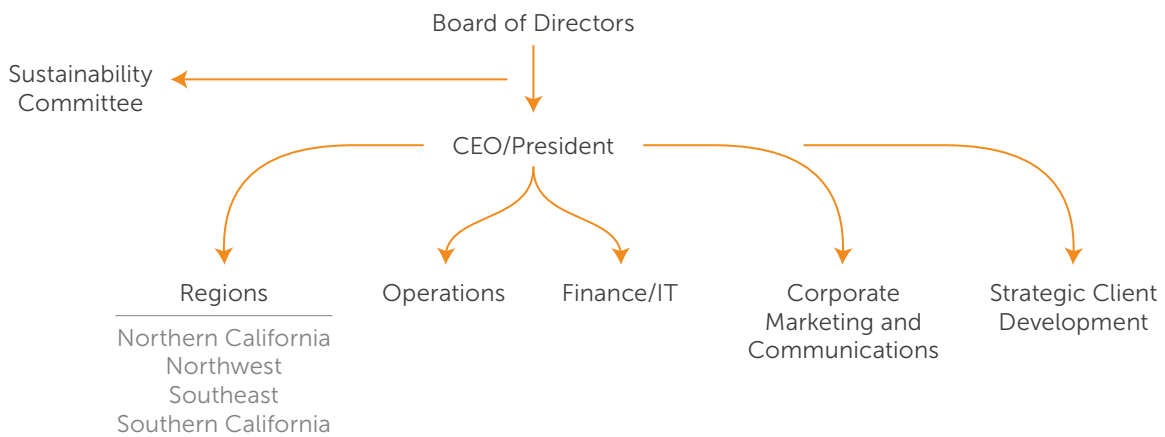 Board of Directors
Sustainability
Committee
CEO/President
Regions
Northern California
Northwest
Southeast
Southern California
Operations
Finance/IT
Corporate
Marketing and
Communications
Strategic Client
Development